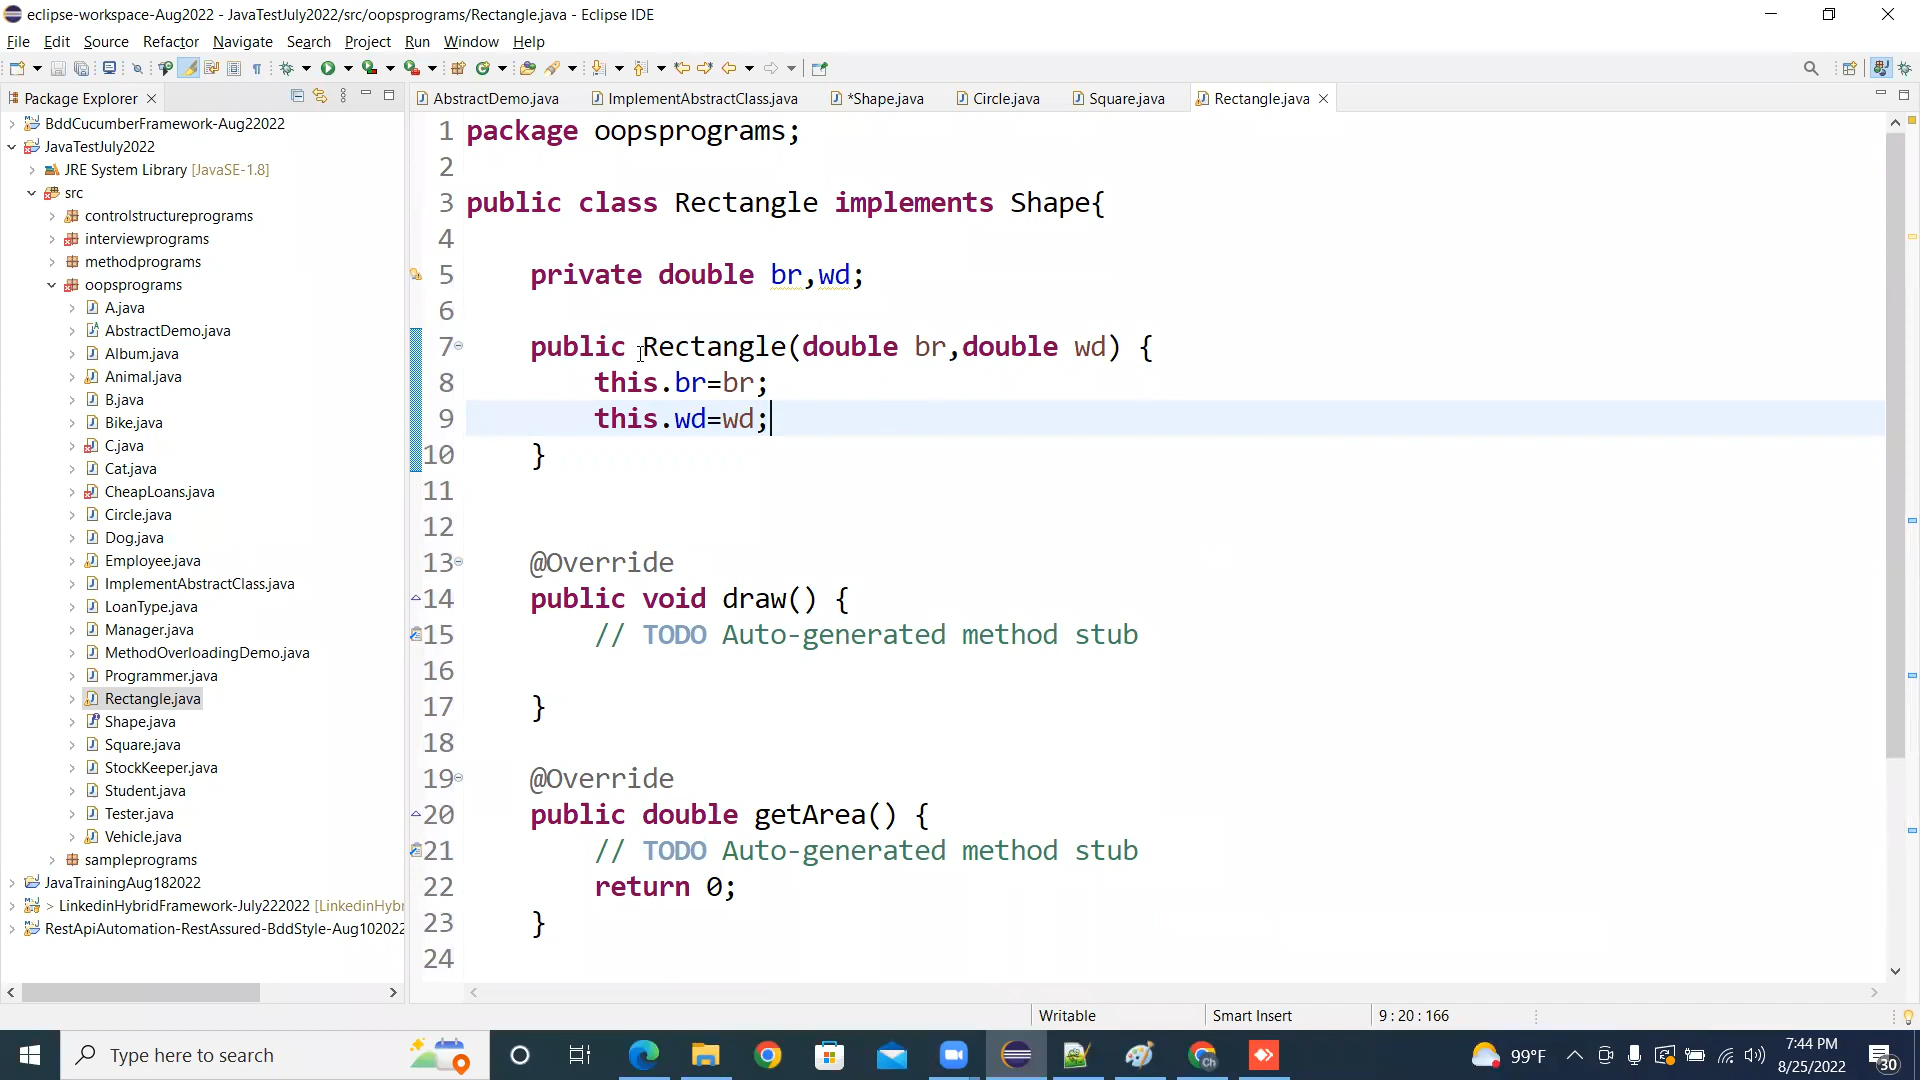 eclipse-workspace-Aug2022 - JavaTestJuly2022/src/oopsprograms/Rectangle.java - Eclipse IDE
File Edit Source Refactor Navigate Search Project Run Window Help
Package Explorer
BddCucumberFramework-Aug22022
JavaTestJuly2022
JRE System Library [JavaSE-1.8]
src
controlstructureprograms
interviewprograms
methodprograms
oopsprograms
A.java
AbstractDemo.java
Album.java
Animal.java
B.java
Bike.java
C.java
Cat.java
CheapLoans.java
Circle.java
Dog.java
Employee.java
ImplementAbstractClass.java
LoanType.java
Manager.java
MethodOverloadingDemo.java
Programmer.java
Rectangle.java
Shape.java
Square.java
StockKeeper.java
Student.java
Tester.java
Vehicle.java
sampleprograms
JavaTrainingAug182022
> LinkedinHybridFramework-July222022 [LinkedinHybr
RestApiAutomation-RestAssured-BddStyle-Aug102022
AbstractDemo.java ImplementAbstractClass.java *Shape.java Circle.java Square.java Rectangle.java
1 package oopsprograms;
2
3 public class Rectangle implements Shape{
4
5 private double br,wd;
6
7 public Rectangle(double br,double wd) {
8 this.br=br;
9 this.wd=wd;
10 }
11
12
13 @Override
14 public void draw() {
15 // TODO Auto-generated method stub
16
17 }
18
19 @Override
20 public double getArea() {
21 // TODO Auto-generated method stub
22 return 0;
23 }
24
Writable Smart Insert 9 : 20 : 166
Type here to search
99°F
7:44 PM
8/25/2022
30